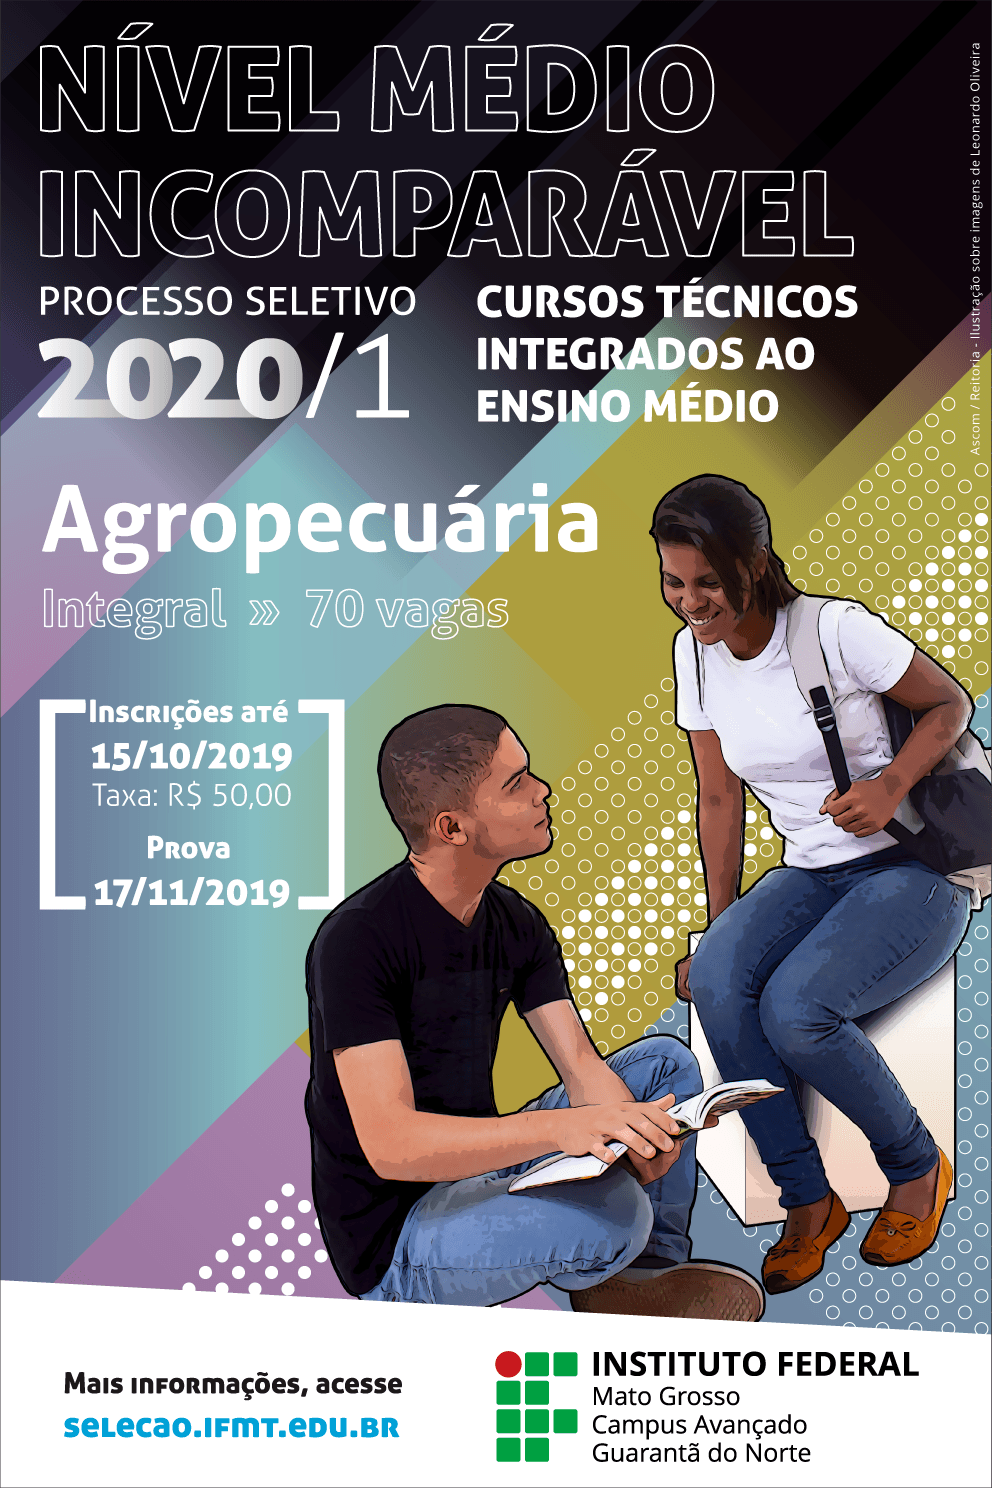 NÍVEL MÉDIO
INCOMPARÁVEL
PROCESSO SELETIVO
2020/1
CURSOS TÉCNICOS
INTEGRADOS AO
ENSINO MÉDIO
Agropecuária
Integral » 70 vagas
Inscrições até
15/10/2019
Taxa: R$ 50,00
Prova
17/11/2019
Ascom / Reitoria - Ilustração sobre imagens de Leonardo Oliveira
Mais informações, acesse
selecao.ifmt.edu.br
INSTITUTO FEDERAL
Mato Grosso
Campus Avançado
Guarantã do Norte